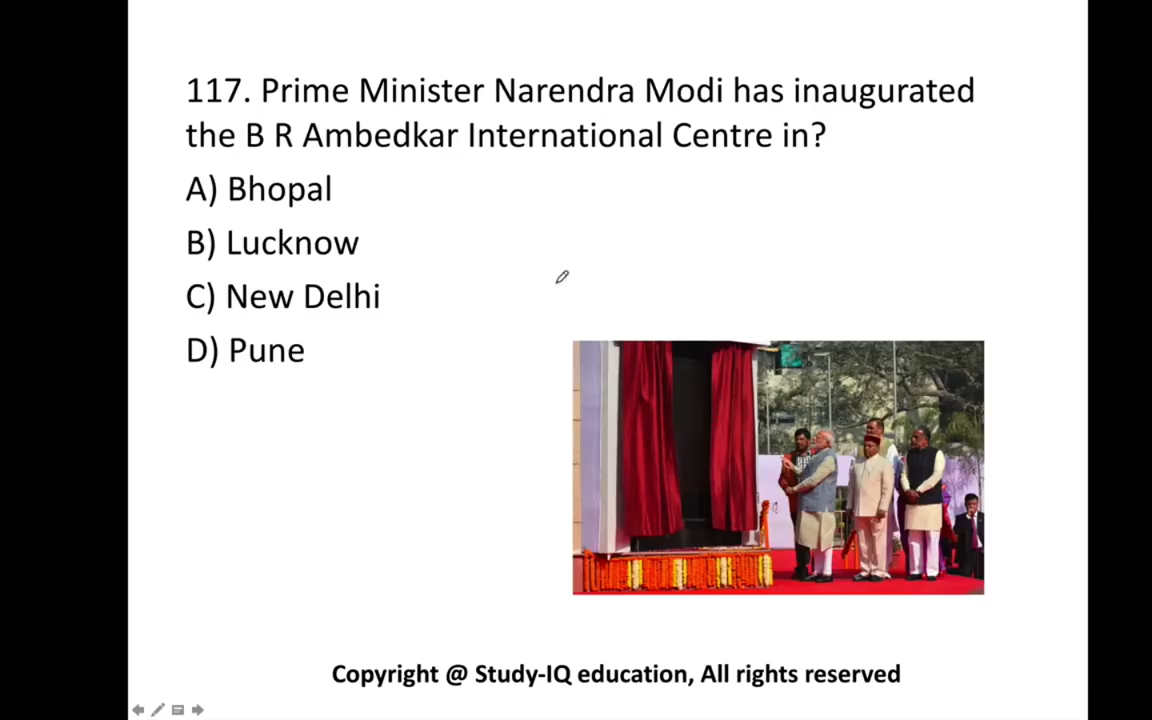 117. Prime Minister Narendra Modi has inaugurated
the B R Ambedkar International Centre in?
A) Bhopal
B) Lucknow
C) New Delhi
D) Pune
Copyright @ Study-IQ education, All rights reserved